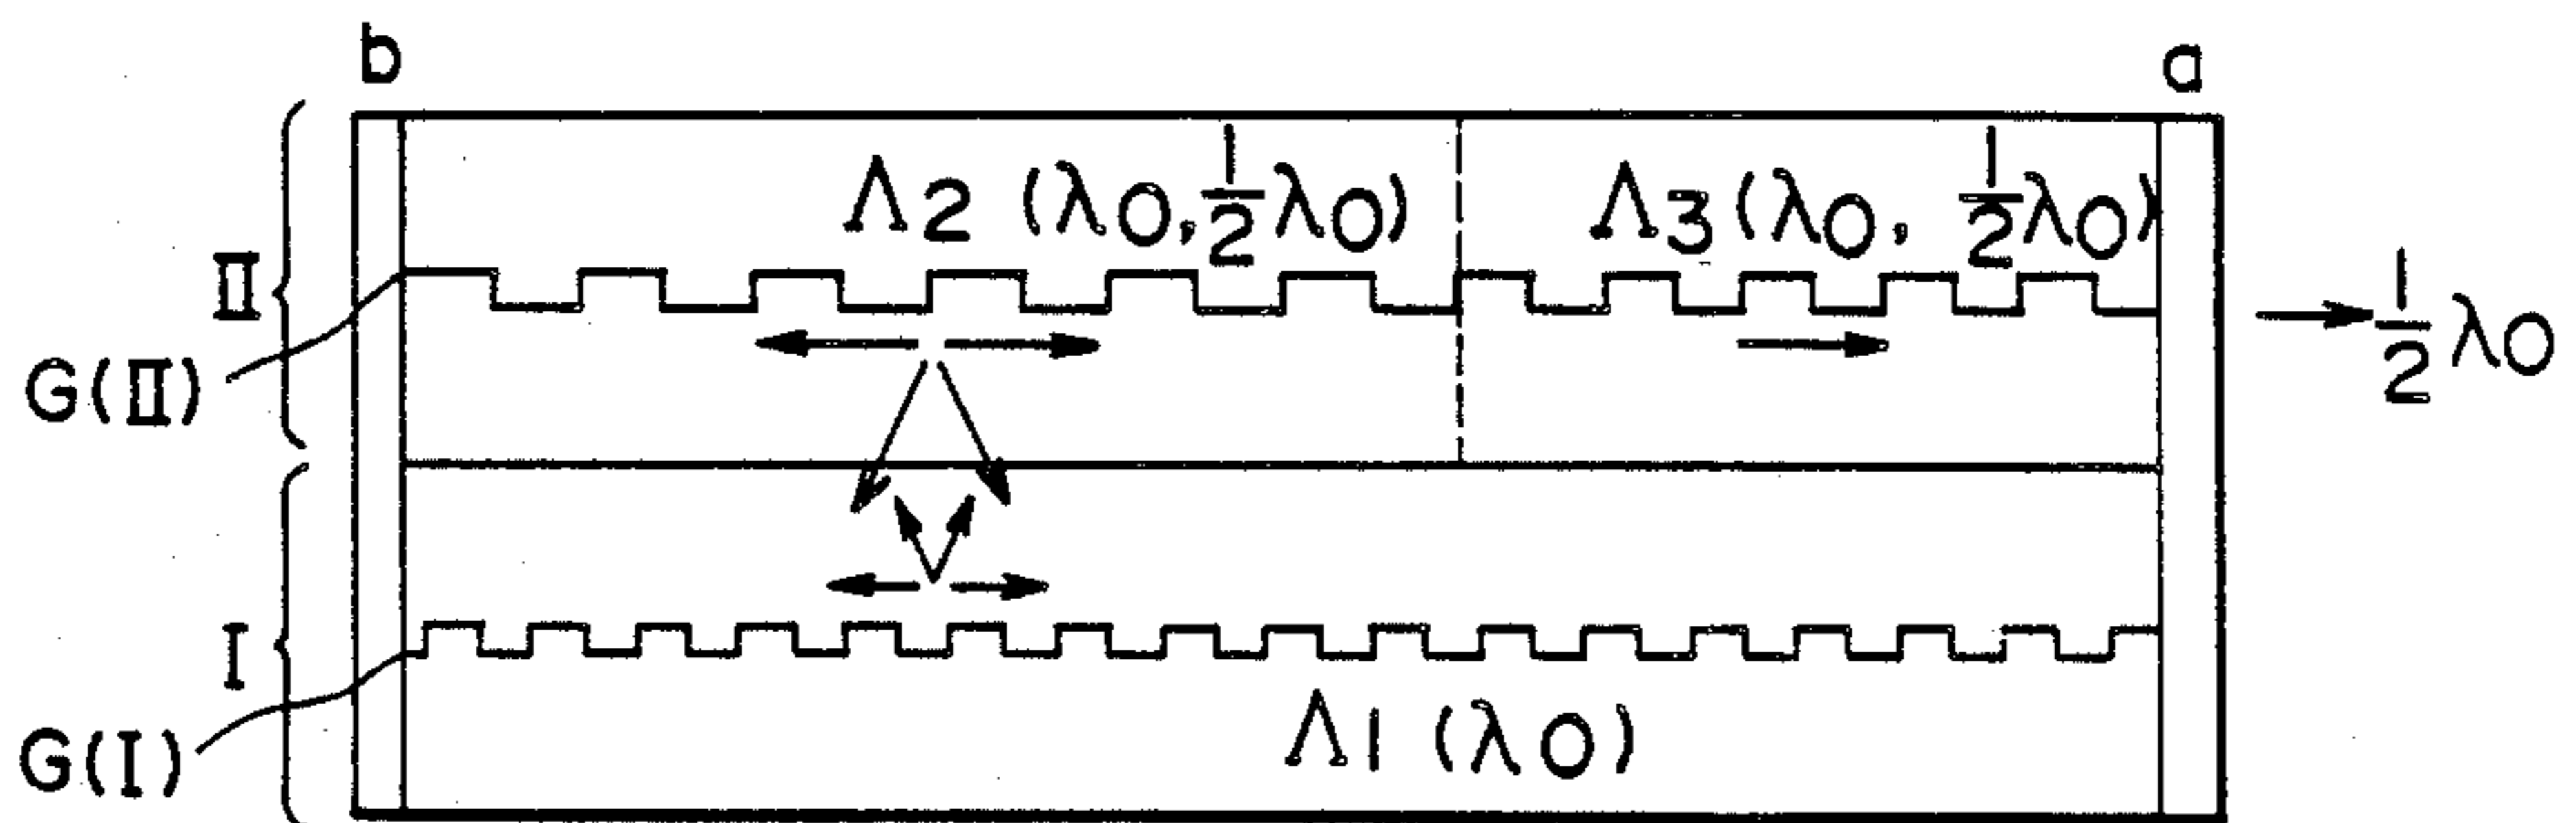 b a
Λ2 (λ0, 1/2 λ0) Λ3 (λ0, 1/2 λ0)
II
1/2 λ0
G(II)
I
G(I)
Λ1 (λ0)